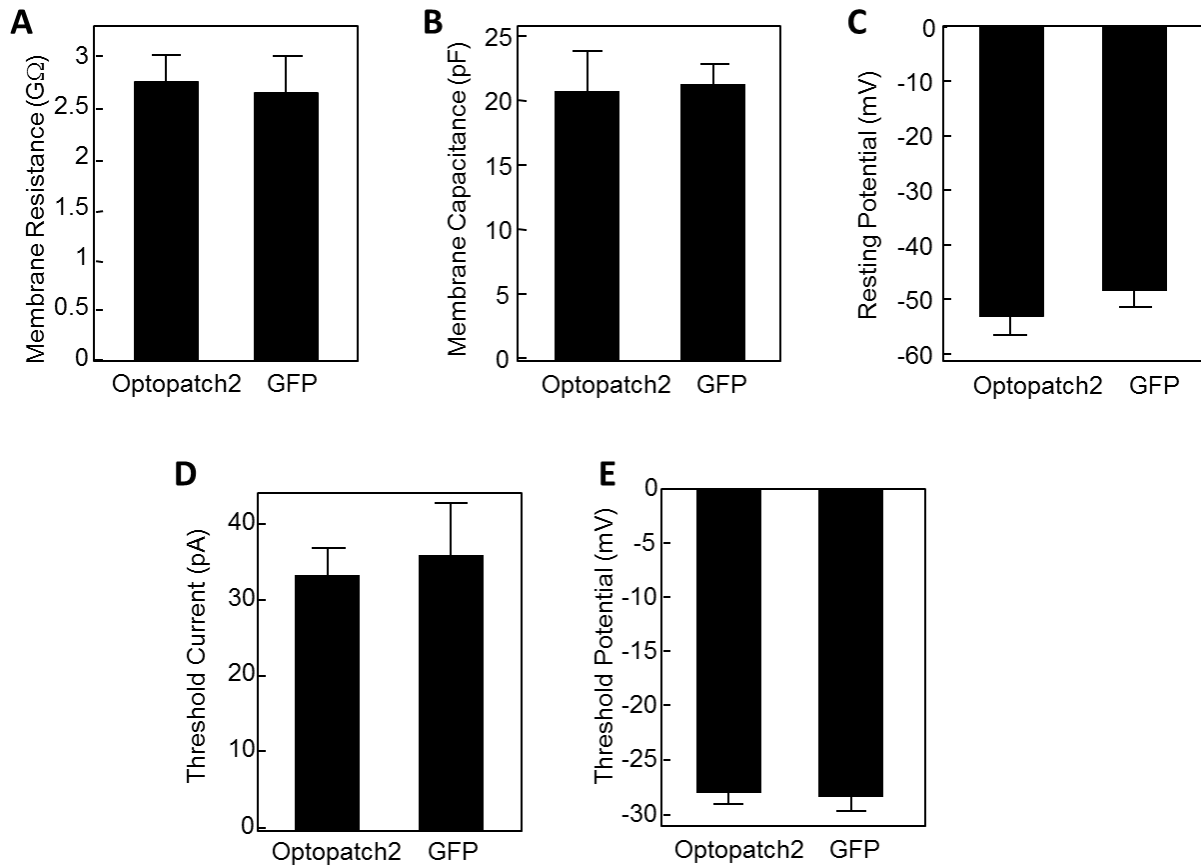 A
Membrane Resistance (GΩ)
3
2.5
2
1.5
1
0.5
0
Optopatch2 GFP
B
Membrane Capacitance (pF)
25
20
15
10
5
0
Optopatch2 GFP
C
Resting Potential (mV)
0
-10
-20
-30
-40
-50
-60
Optopatch2 GFP
D
Threshold Current (pA)
40
30
20
10
0
Optopatch2 GFP
E
Threshold Potential (mV)
0
-5
-10
-15
-20
-25
-30
Optopatch2 GFP